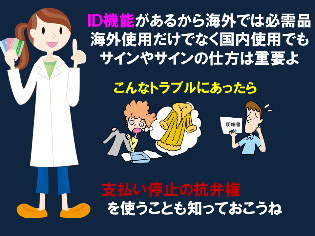 ID機能があるから海外では必需品
海外使用だけでなく国内使用でも
サインやサインの仕方は重要よ
こんなトラブルにあったら
支払い停止の抗弁権
を使うことも知っておこうね